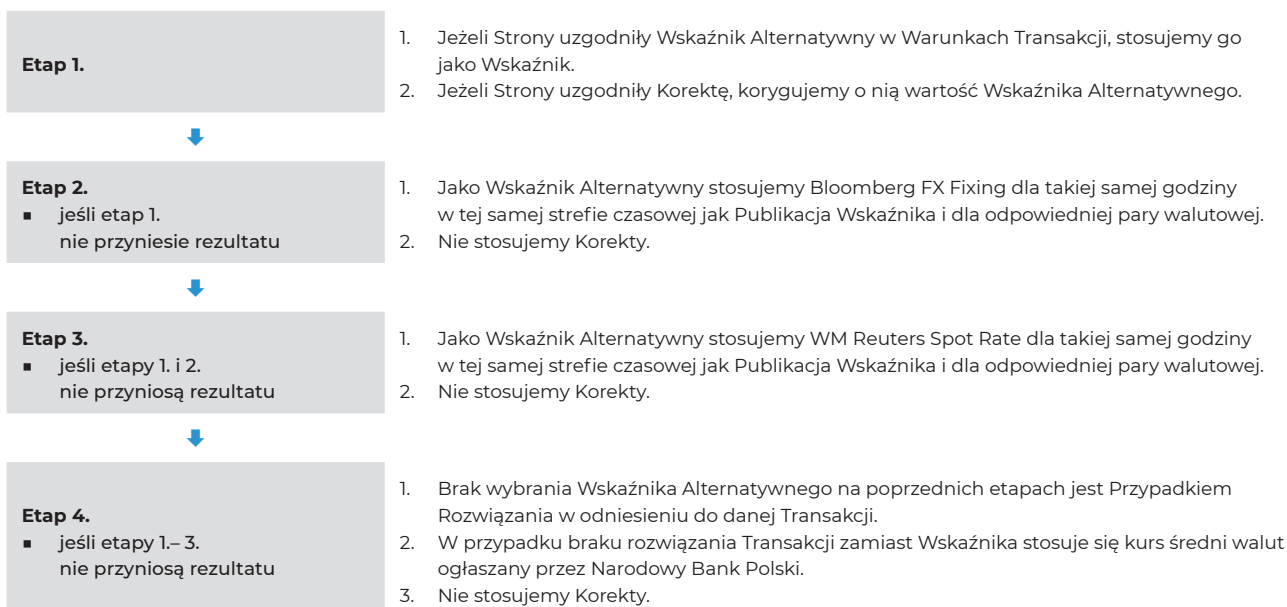 Etap 1.
1. Jeżeli Strony uzgodniły Wskaźnik Alternatywny w Warunkach Transakcji, stosujemy go
jako Wskaźnik.
2. Jeżeli Strony uzgodniły Korektę, korygujemy o nią wartość Wskaźnika Alternatywnego.
Etap 2.
▪ jeśli etap 1.
nie przyniesie rezultatu
1. Jako Wskaźnik Alternatywny stosujemy Bloomberg FX Fixing dla takiej samej godziny
w tej samej strefie czasowej jak Publikacja Wskaźnika i dla odpowiedniej pary walutowej.
2. Nie stosujemy Korekty.
Etap 3.
▪ jeśli etapy 1. i 2.
nie przyniosą rezultatu
1. Jako Wskaźnik Alternatywny stosujemy WM Reuters Spot Rate dla takiej samej godziny
w tej samej strefie czasowej jak Publikacja Wskaźnika i dla odpowiedniej pary walutowej.
2. Nie stosujemy Korekty.
Etap 4.
▪ jeśli etapy 1.– 3.
nie przyniosą rezultatu
1. Brak wybrania Wskaźnika Alternatywnego na poprzednich etapach jest Przypadkiem
Rozwiązania w odniesieniu do danej Transakcji.
2. W przypadku braku rozwiązania Transakcji zamiast Wskaźnika stosuje się kurs średni walut
ogłaszany przez Narodowy Bank Polski.
3. Nie stosujemy Korekty.